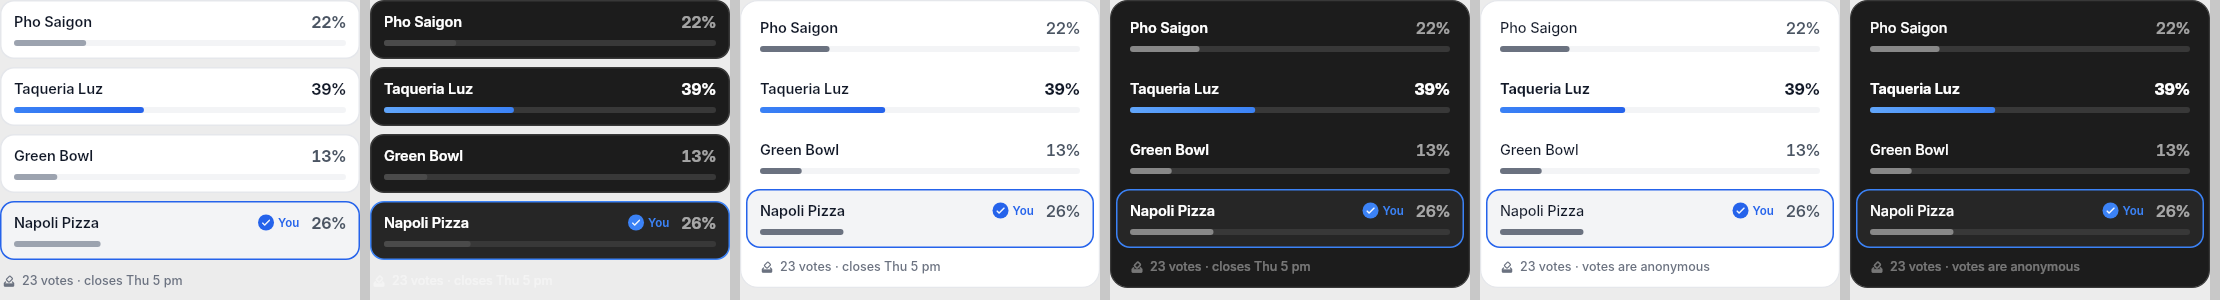 Pho Saigon 22%
Taqueria Luz 39%
Green Bowl 13%
Napoli Pizza You 26%
23 votes · closes Thu 5 pm
Pho Saigon 22%
Taqueria Luz 39%
Green Bowl 13%
Napoli Pizza You 26%
23 votes · closes Thu 5 pm
Pho Saigon 22%
Taqueria Luz 39%
Green Bowl 13%
Napoli Pizza You 26%
23 votes · closes Thu 5 pm
Pho Saigon 22%
Taqueria Luz 39%
Green Bowl 13%
Napoli Pizza You 26%
23 votes · closes Thu 5 pm
Pho Saigon 22%
Taqueria Luz 39%
Green Bowl 13%
Napoli Pizza You 26%
23 votes · votes are anonymous
Pho Saigon 22%
Taqueria Luz 39%
Green Bowl 13%
Napoli Pizza You 26%
23 votes · votes are anonymous